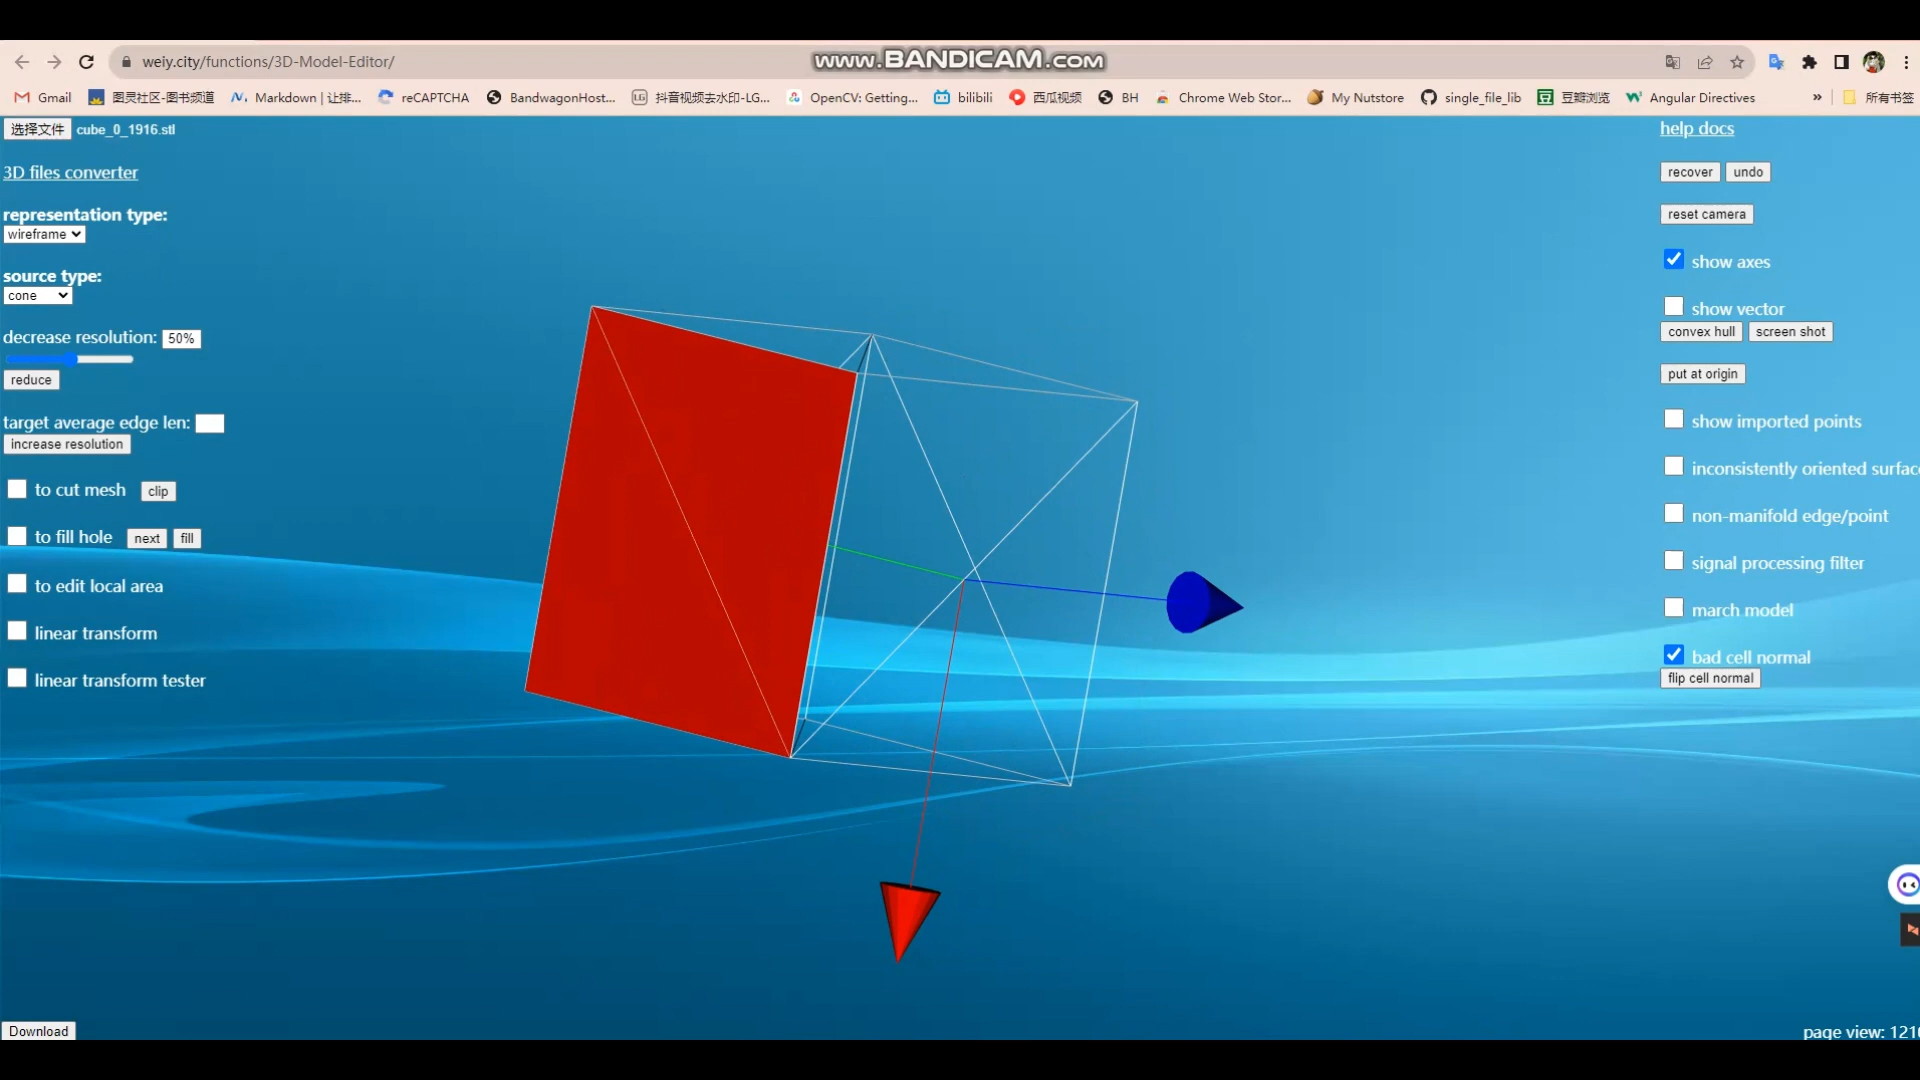 weiy.city/functions/3D-Model-Editor/
www.BANDICAM.com
Gmail 图灵社区-图书频道 Markdown | 让排... reCAPTCHA BandwagonHost... 抖音视频去水印-LG... OpenCV: Getting... bilibili 西瓜视频 BH Chrome Web Stor... My Nutstore single_file_lib 豆瓣浏览 Angular Directives » 所有书签
选择文件 cube_0_1916.stl
help docs
3D files converter
recover undo
representation type:
reset camera
wireframe
show axes
source type:
cone
show vector
decrease resolution: 50%
convex hull screen shot
reduce
put at origin
target average edge len:
show imported points
increase resolution
inconsistently oriented surfac
to cut mesh clip
non-manifold edge/point
to fill hole next fill
signal processing filter
to edit local area
march model
linear transform
bad cell normal
linear transform tester
flip cell normal
Download
page view: 1210